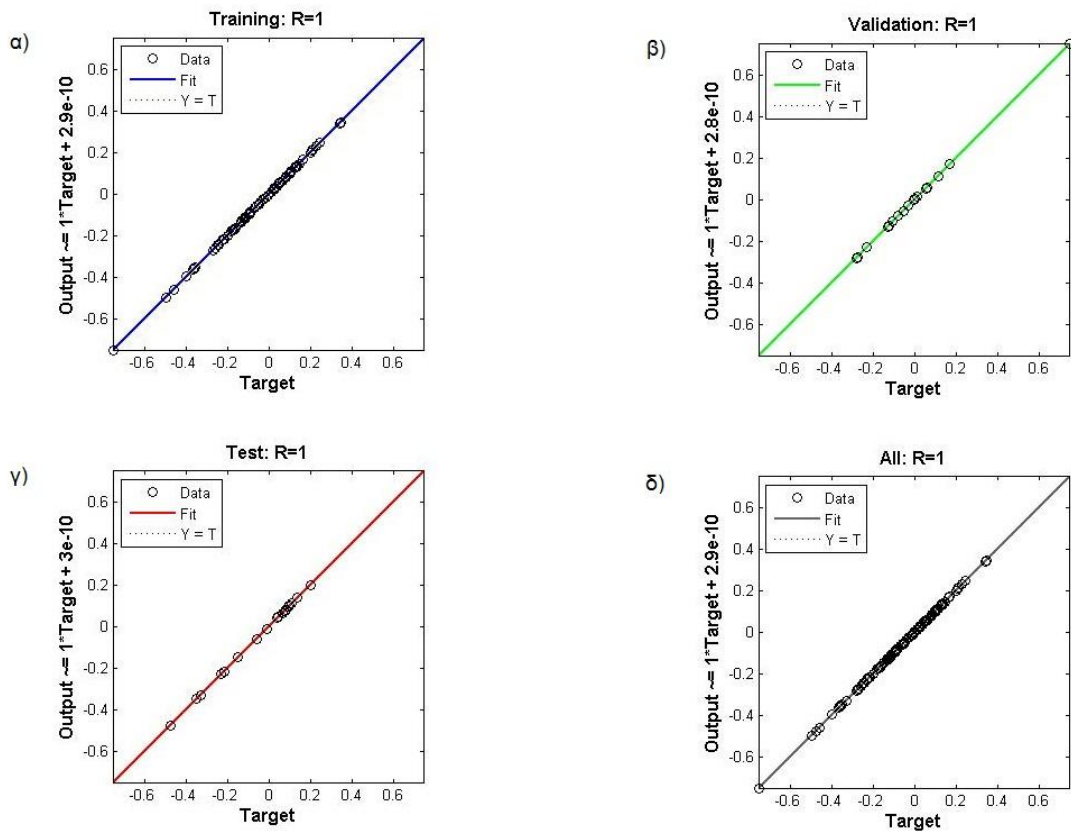 α)
Training: R=1
Output ~= 1*Target + 2.9e-10
Data
Fit
Y = T
0.6
0.4
0.2
0
-0.2
-0.4
-0.6
-0.6 -0.4 -0.2 0 0.2 0.4 0.6
Target
β)
Validation: R=1
Output ~= 1*Target + 2.8e-10
Data
Fit
Y = T
0.6
0.4
0.2
0
-0.2
-0.4
-0.6
-0.6 -0.4 -0.2 0 0.2 0.4 0.6
Target
γ)
Test: R=1
Output ~= 1*Target + 3e-10
Data
Fit
Y = T
0.6
0.4
0.2
0
-0.2
-0.4
-0.6
-0.6 -0.4 -0.2 0 0.2 0.4 0.6
Target
δ)
All: R=1
Output ~= 1*Target + 2.9e-10
Data
Fit
Y = T
0.6
0.4
0.2
0
-0.2
-0.4
-0.6
-0.6 -0.4 -0.2 0 0.2 0.4 0.6
Target